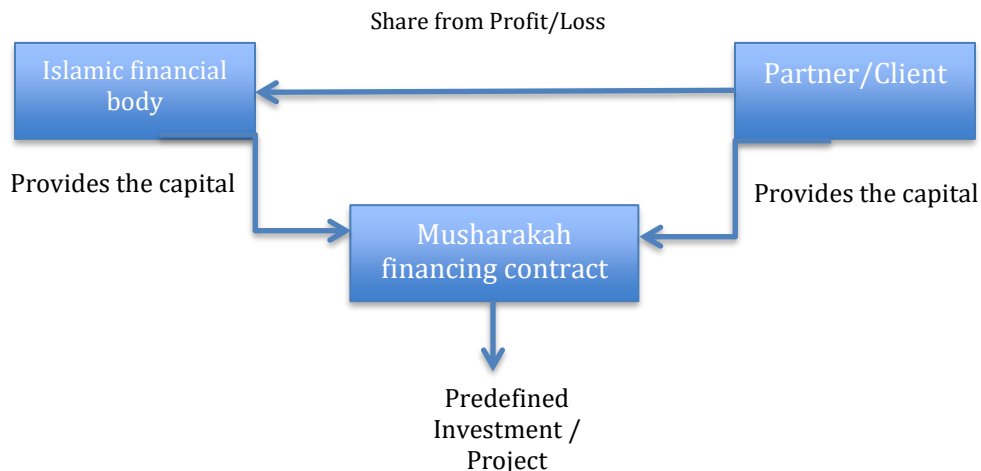 Share from Profit/Loss
Islamic financial
body
Partner/Client
Provides the capital
Provides the capital
Musharakah
financing contract
Predefined
Investment /
Project